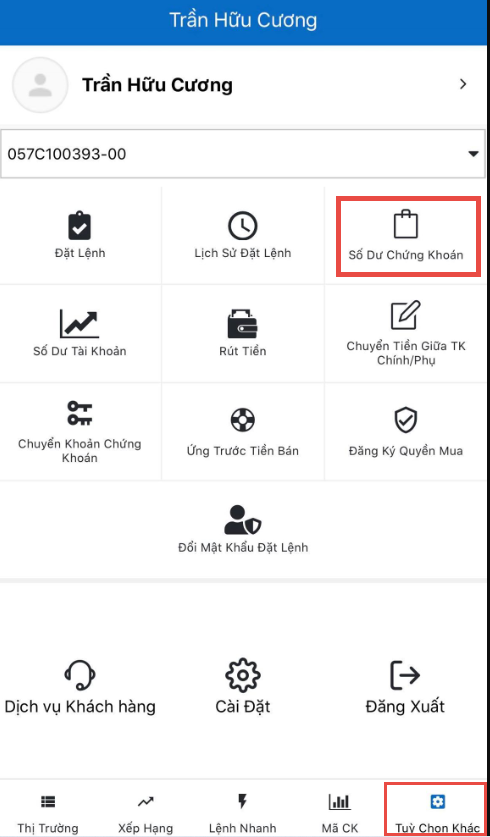 Trần Hữu Cương
Trần Hữu Cương
057C100393-00
Đặt Lệnh
Lịch Sử Đặt Lệnh
Số Dư Chứng Khoán
Số Dư Tài Khoản
Rút Tiền
Chuyển Tiền Giữa TK
Chính/Phụ
Chuyển Khoản Chứng
Khoán
Ứng Trước Tiền Bán
Đăng Ký Quyền Mua
Đổi Mật Khẩu Đặt Lệnh
Dịch vụ Khách hàng
Cài Đặt
Đăng Xuất
Thị Trường
Xếp Hạng
Lệnh Nhanh
Mã CK
Tuỳ Chọn Khác